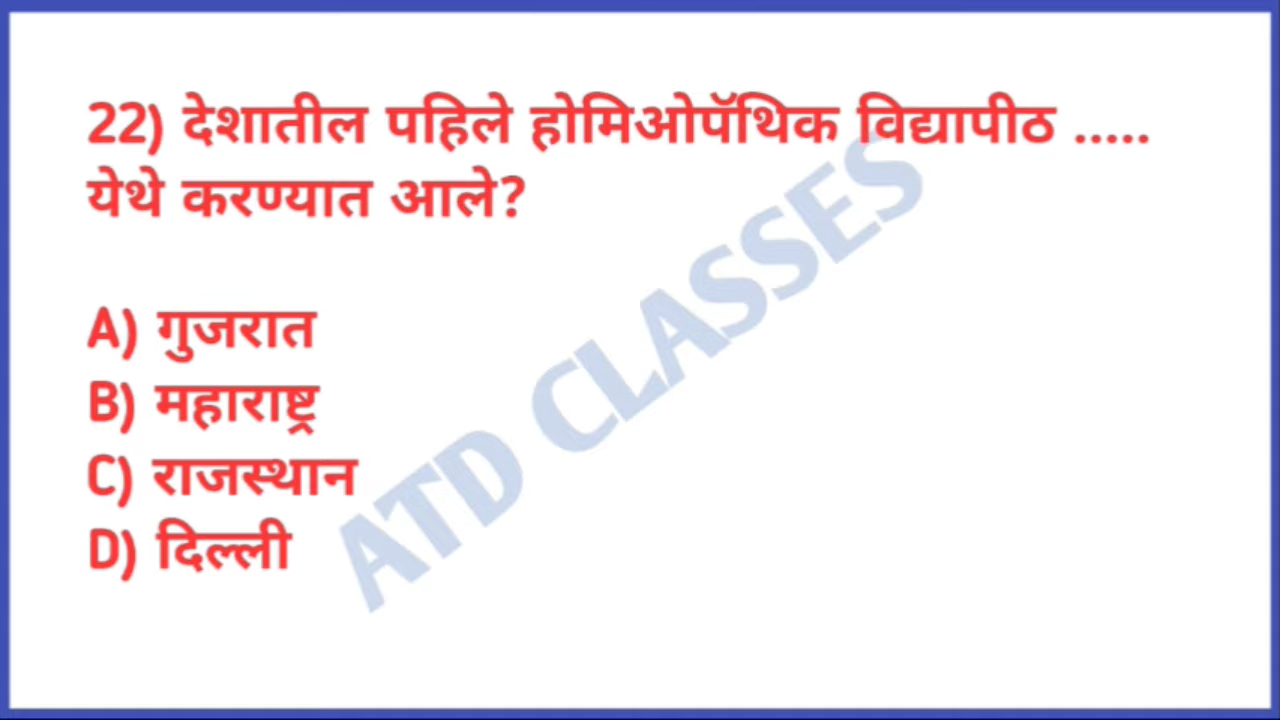 22) देशातील पहिले होमिओपॅथिक विद्यापीठ .....
येथे करण्यात आले?
A) गुजरात
B) महाराष्ट्र
C) राजस्थान
D) दिल्ली
ATD CLASSES